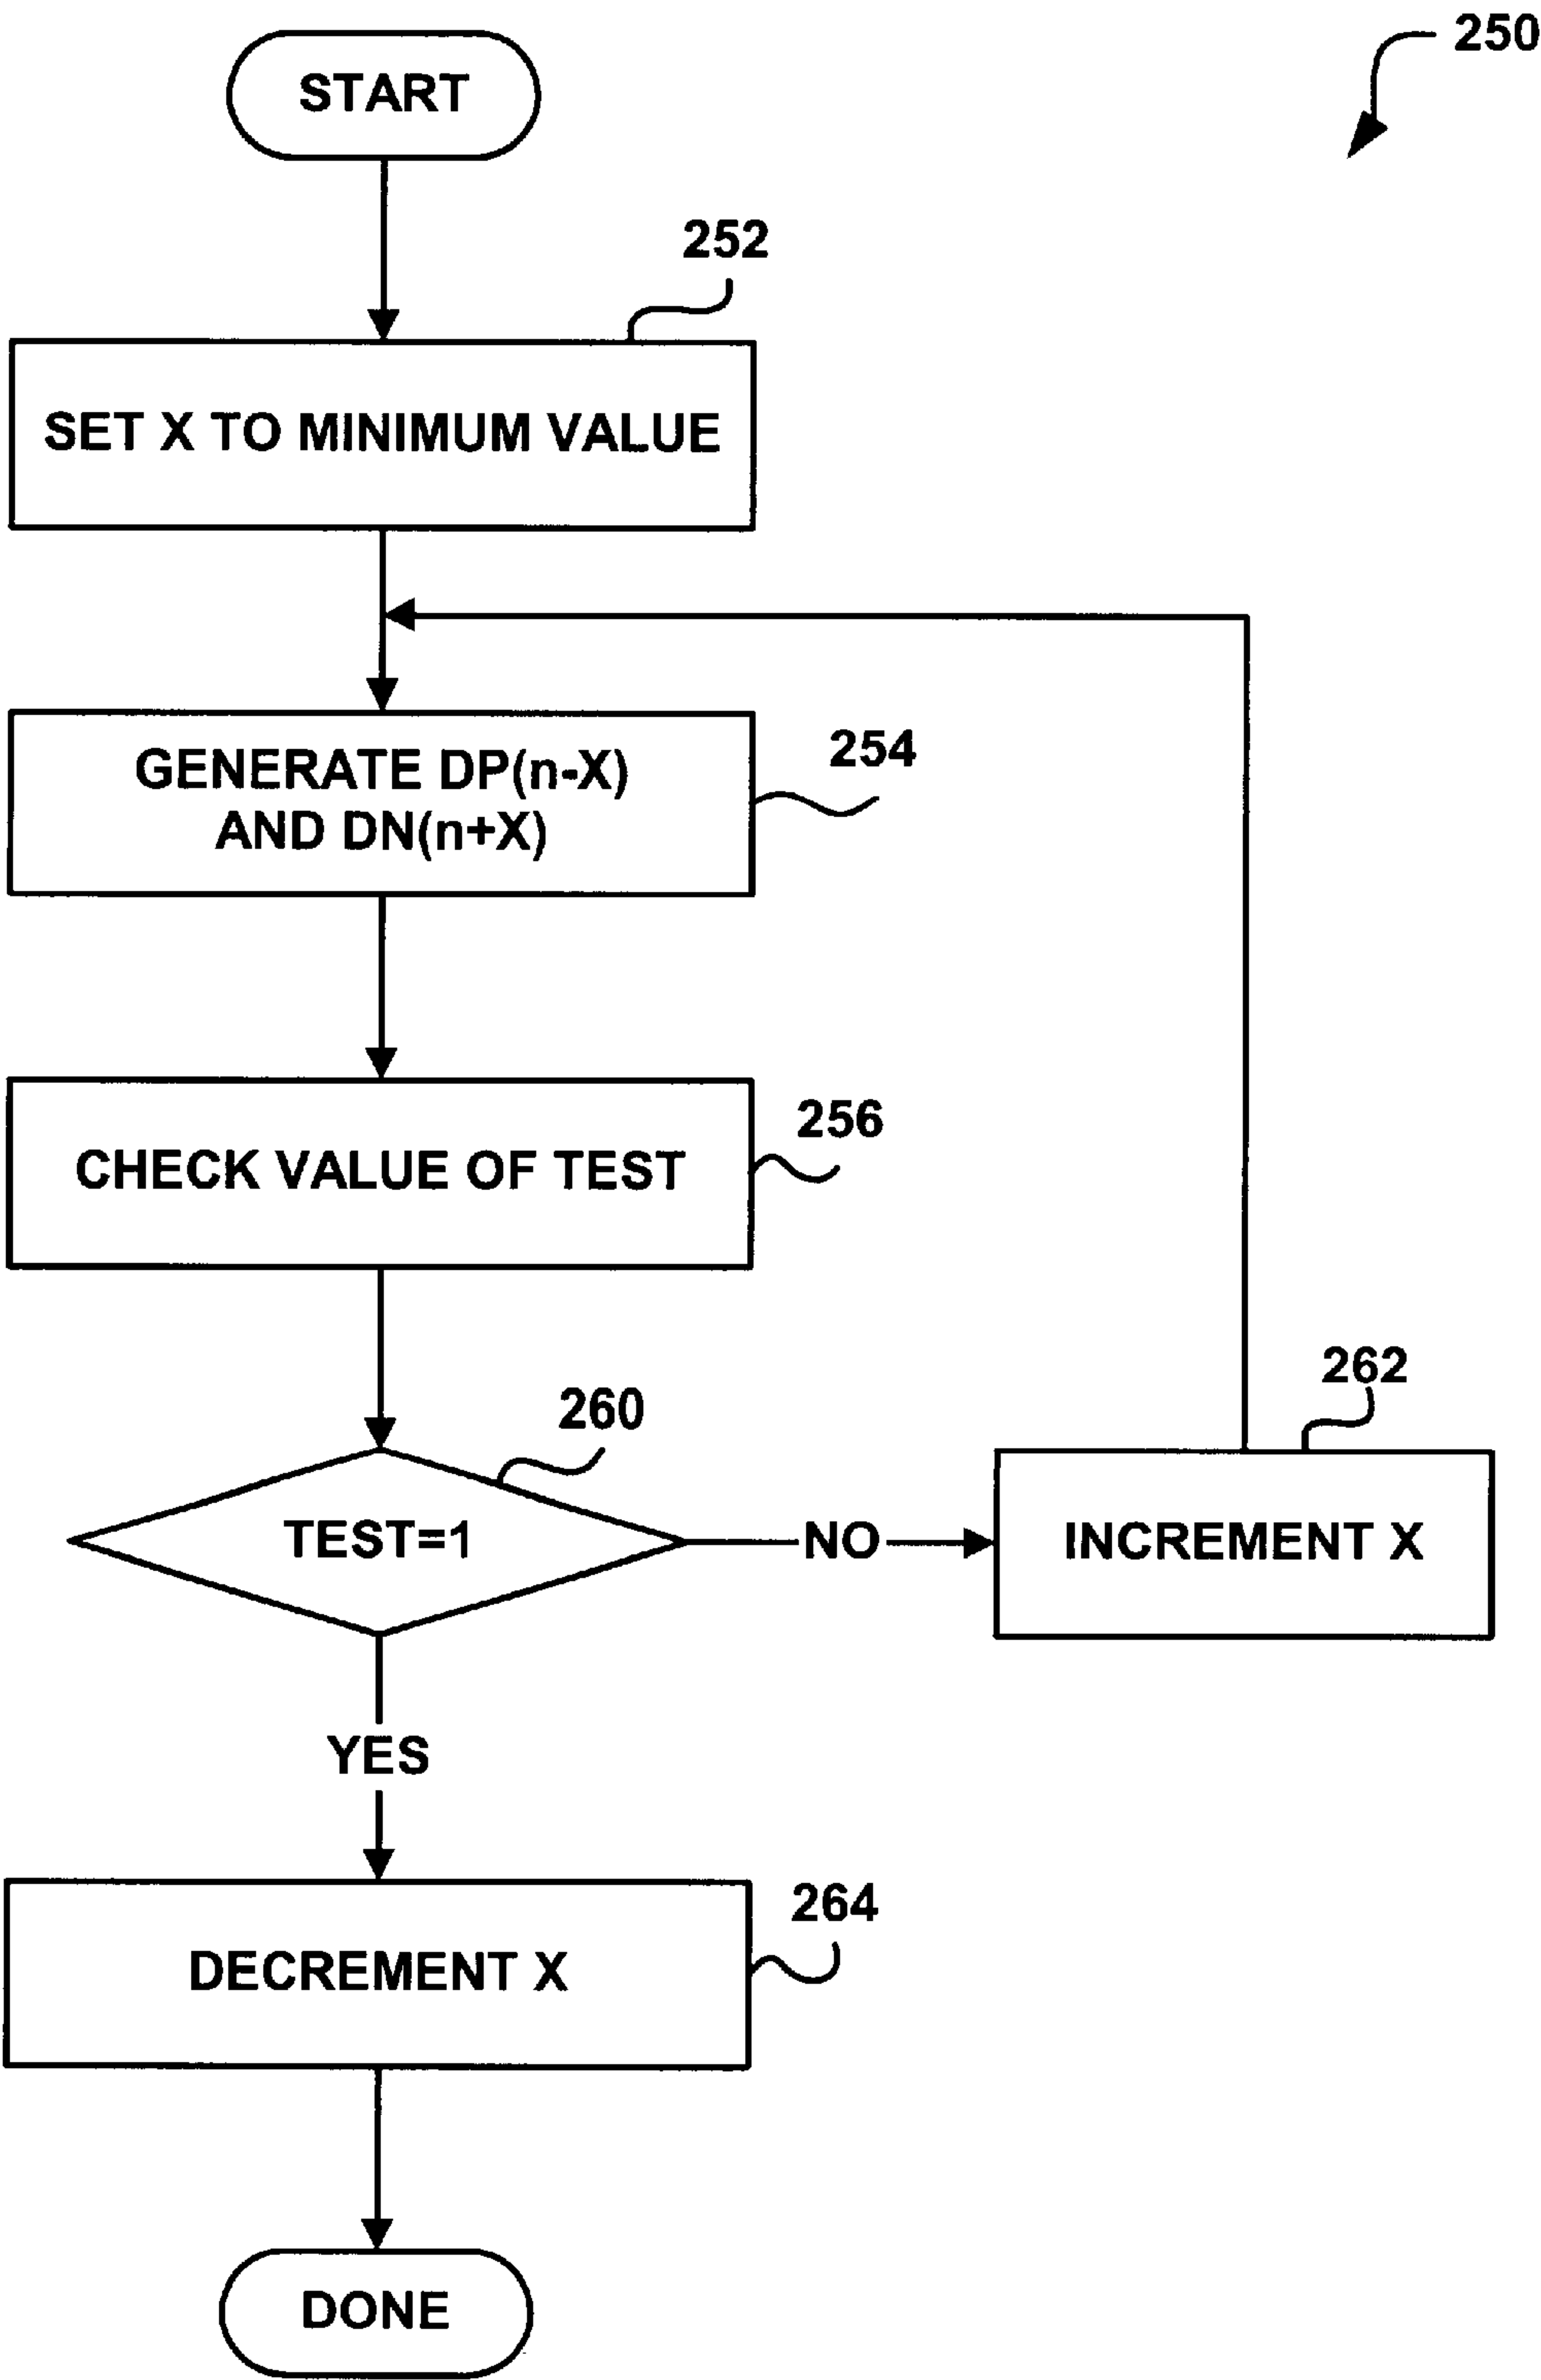 START
250
252
SET X TO MINIMUM VALUE
GENERATE DP(n-X)
AND DN(n+X)
254
CHECK VALUE OF TEST
256
260
TEST=1
NO
262
INCREMENT X
YES
DECREMENT X
264
DONE